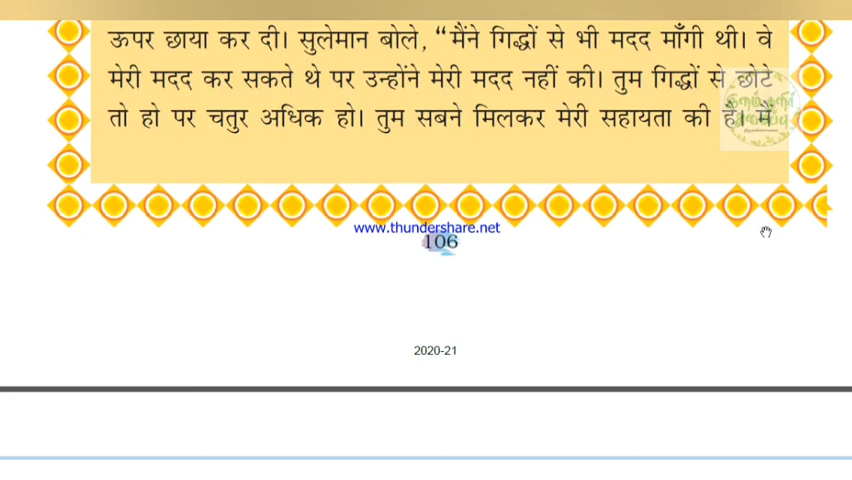 ऊपर छाया कर दी। सुलेमान बोले, “मैंने गिद्धों से भी मदद माँगी थी। वे
मेरी मदद कर सकते थे पर उन्होंने मेरी मदद नहीं की। तुम गिद्धों से छोटे
तो हो पर चतुर अधिक हो। तुम सबने मिलकर मेरी सहायता की है। मैं
www.thundershare.net
106
2020-21